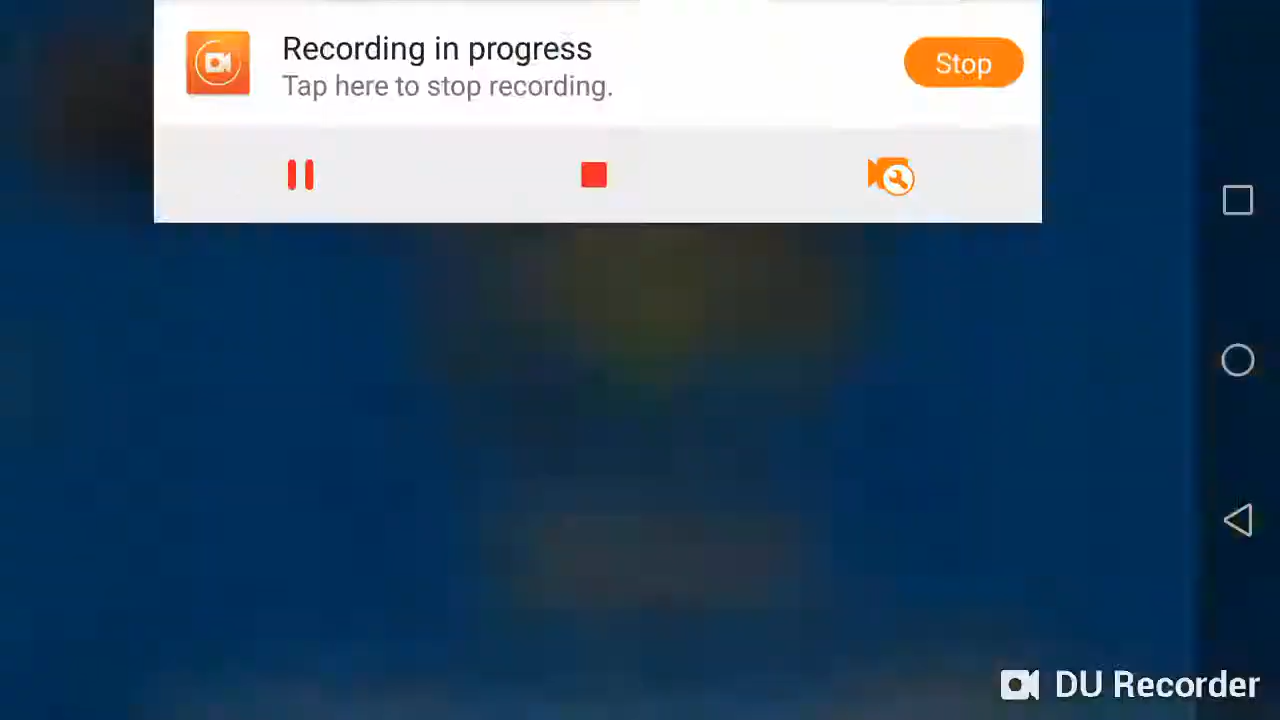 Recording in progress
Tap here to stop recording.
Stop
DU Recorder